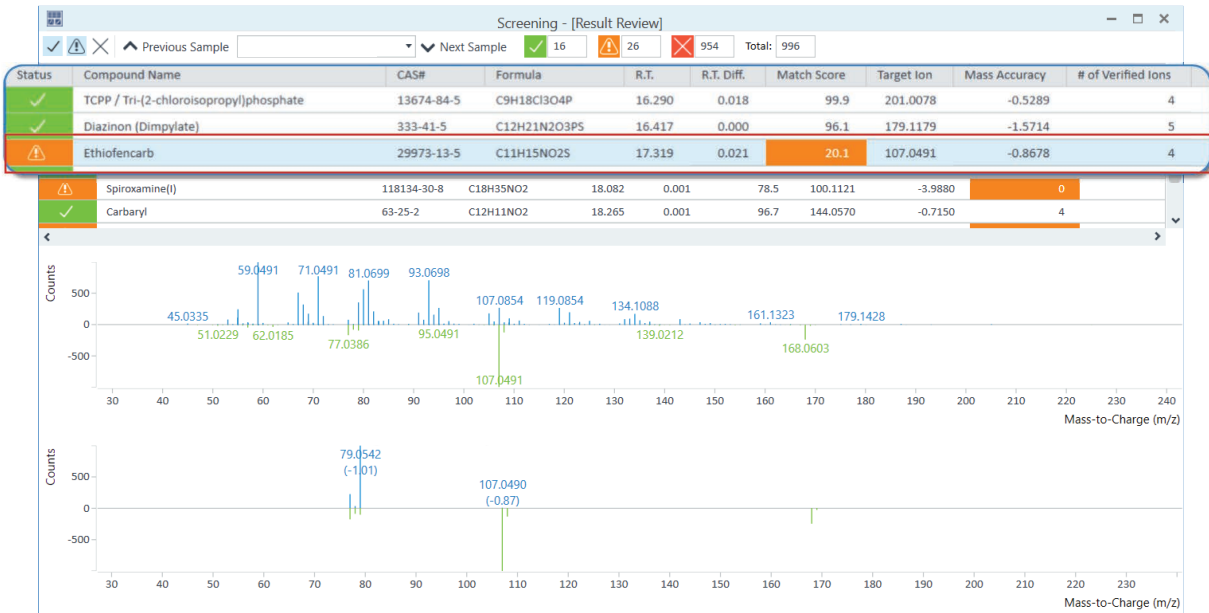 Screening - [Result Review]
Previous Sample Next Sample 16 26 954 Total: 996
Status Compound Name CAS# Formula R.T. R.T. Diff. Match Score Target Ion Mass Accuracy # of Verified Ions
TCPP / Tri-(2-chloroisopropyl)phosphate 13674-84-5 C9H18Cl3O4P 16.290 0.018 99.9 201.0078 -0.5289 4
Diazinon (Dimpylate) 333-41-5 C12H21N2O3PS 16.417 0.000 96.1 179.1179 -1.5714 5
Ethiofencarb 29973-13-5 C11H15NO2S 17.319 0.021 20.1 107.0491 -0.8678 4
Spiroxamine(I) 118134-30-8 C18H35NO2 18.082 0.001 78.5 100.1121 -3.9880 0
Carbaryl 63-25-2 C12H11NO2 18.265 0.001 96.7 144.0570 -0.7150 4
Counts
59.0491 71.0491 81.0699 93.0698
500
107.0854 119.0854 134.1088
45.0335 161.1323 179.1428
0
51.0229 62.0185 77.0386 95.0491 139.0212 168.0603
-500
107.0491
30 40 50 60 70 80 90 100 110 120 130 140 150 160 170 180 190 200 210 220 230 240
Mass-to-Charge (m/z)
Counts
79.0542
(-1.01)
500
107.0490
(-0.87)
0
-500
30 40 50 60 70 80 90 100 110 120 130 140 150 160 170 180 190 200 210 220 230
Mass-to-Charge (m/z)